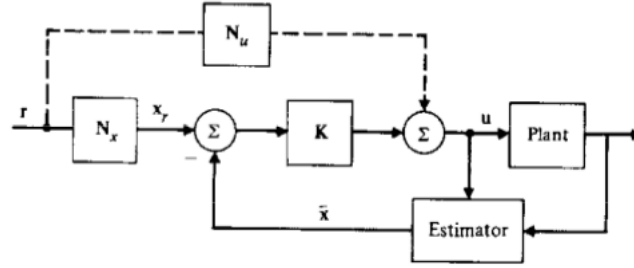 N_u
r
N_x
x_r
Σ
K
Σ
u
Plant
−
x̄
Estimator